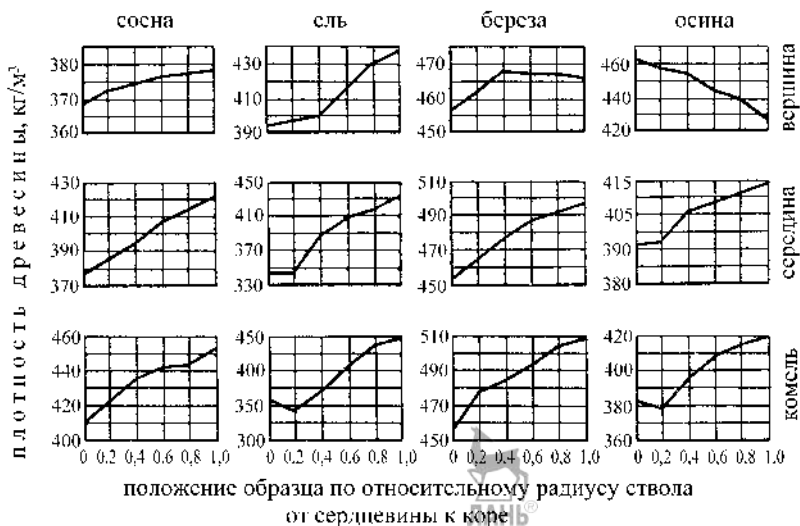 сосна ель береза осина
плотность древесины, кг/м³
380 430 470 460
370 410 460 440
360 390 450 420
вершина
430 450 510 415
410 410 490 405
390 370 470 390
370 330 450 380
середина
460 450 510 420
440 400 490 400
420 350 470 380
400 300 450 360
комель
0 0,2 0,4 0,6 0,8 1,0 0 0,2 0,4 0,6 0,8 1,0 0 0,2 0,4 0,6 0,8 1,0 0 0,2 0,4 0,6 0,8 1,0
положение образца по относительному радиусу ствола
от сердцевины к коре
ЛАНЬ®